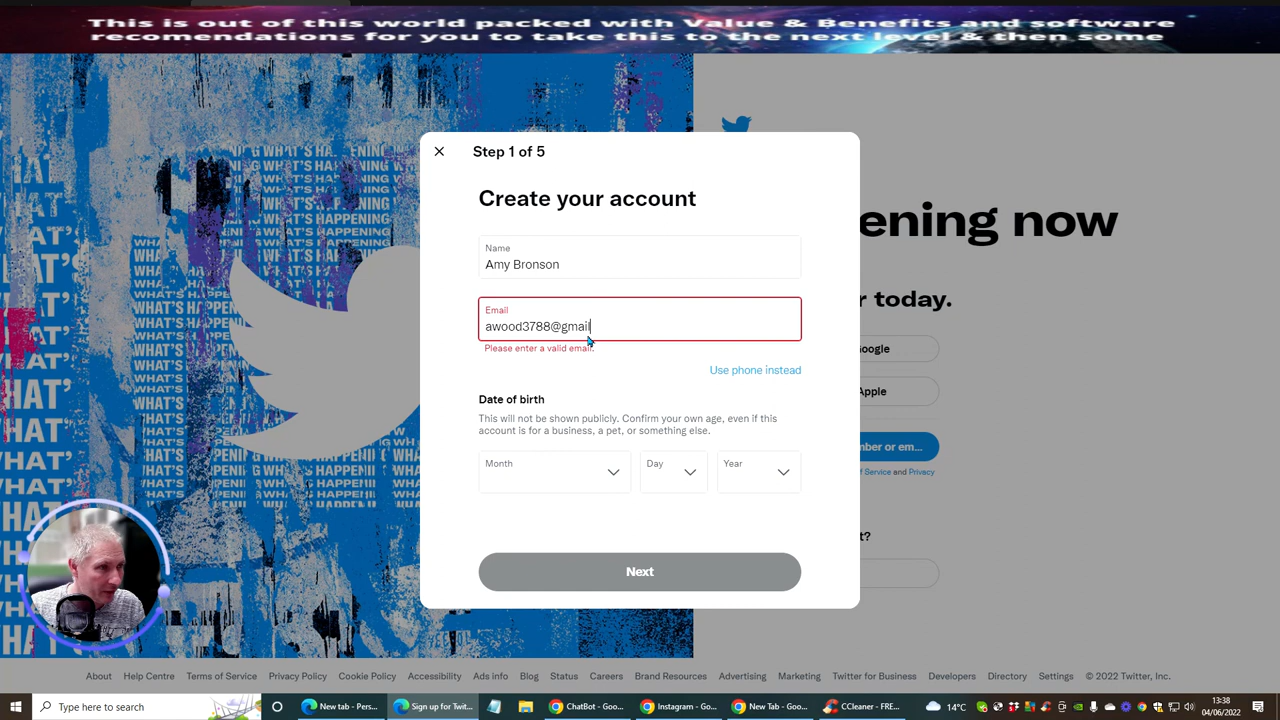 This is out of this world packed with Value & Benefits and software
recomendations for you to take this to the next level & then some
Step 1 of 5
Create your account
Name
Amy Bronson
Email
awood3788@gmail
Please enter a valid email.
Use phone instead
Date of birth
This will not be shown publicly. Confirm your own age, even if this
account is for a business, a pet, or something else.
Month
Day
Year
Next
ening now
r today.
Google
Apple
mber or em...
f Service and Privacy
t?
WHAT'S HAPPENING
About Help Centre Terms of Service Privacy Policy Cookie Policy Accessibility Ads info Blog Status Careers Brand Resources Advertising Marketing Twitter for Business Developers Directory Settings © 2022 Twitter, Inc.
Type here to search
New tab - Pers...
Sign up for Twit...
ChatBot - Goo...
Instagram - Go...
New Tab - Goo...
CCleaner - FRE...
14°C
13:38
04/06/2022